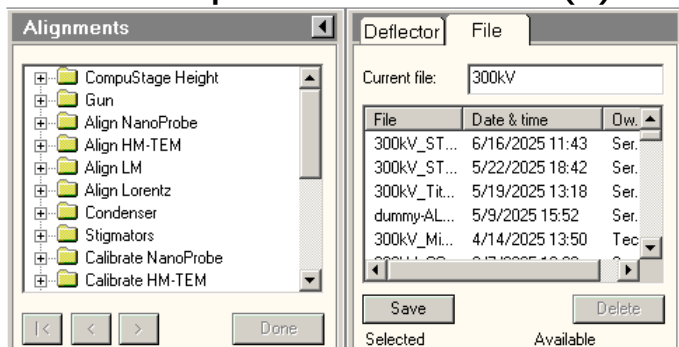 Alignments
CompuStage Height
Gun
Align NanoProbe
Align HM-TEM
Align LM
Align Lorentz
Condenser
Stigmators
Calibrate NanoProbe
Calibrate HM-TEM
|<
<
>
Done
Deflector File
Current file: 300kV
File Date & time Ow.
300kV_ST... 6/16/2025 11:43 Ser.
300kV_ST... 5/22/2025 18:42 Ser.
300kV_Tit... 5/19/2025 13:18 Ser.
dummy-AL... 5/9/2025 15:52 Ser.
300kV_Mi... 4/14/2025 13:50 Tec
Save Delete
Selected Available